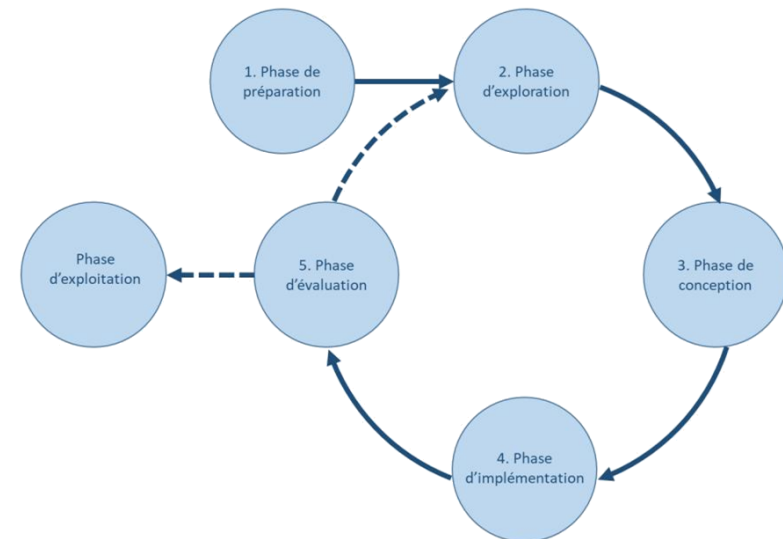 1. Phase de
préparation
2. Phase
d’exploration
3. Phase de
conception
4. Phase
d’implémentation
5. Phase
d’évaluation
Phase
d’exploitation